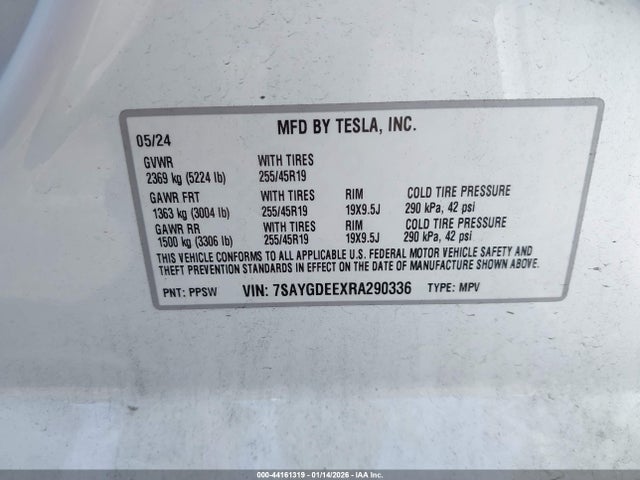 MFD BY TESLA, INC.
05/24
GVWR WITH TIRES
2369 kg (5224 lb) 255/45R19
GAWR FRT WITH TIRES RIM COLD TIRE PRESSURE
1363 kg (3004 lb) 255/45R19 19X9.5J 290 kPa, 42 psi
GAWR RR WITH TIRES RIM COLD TIRE PRESSURE
1500 kg (3306 lb) 255/45R19 19X9.5J 290 kPa, 42 psi
THIS VEHICLE CONFORMS TO ALL APPLICABLE U.S. FEDERAL MOTOR VEHICLE SAFETY AND
THEFT PREVENTION STANDARDS IN EFFECT ON THE DATE OF MANUFACTURE SHOWN ABOVE.
PNT: PPSW VIN: 7SAYGDEEXRA290336 TYPE: MPV
000-44161319 | 01/14/2026 - IAA Inc.